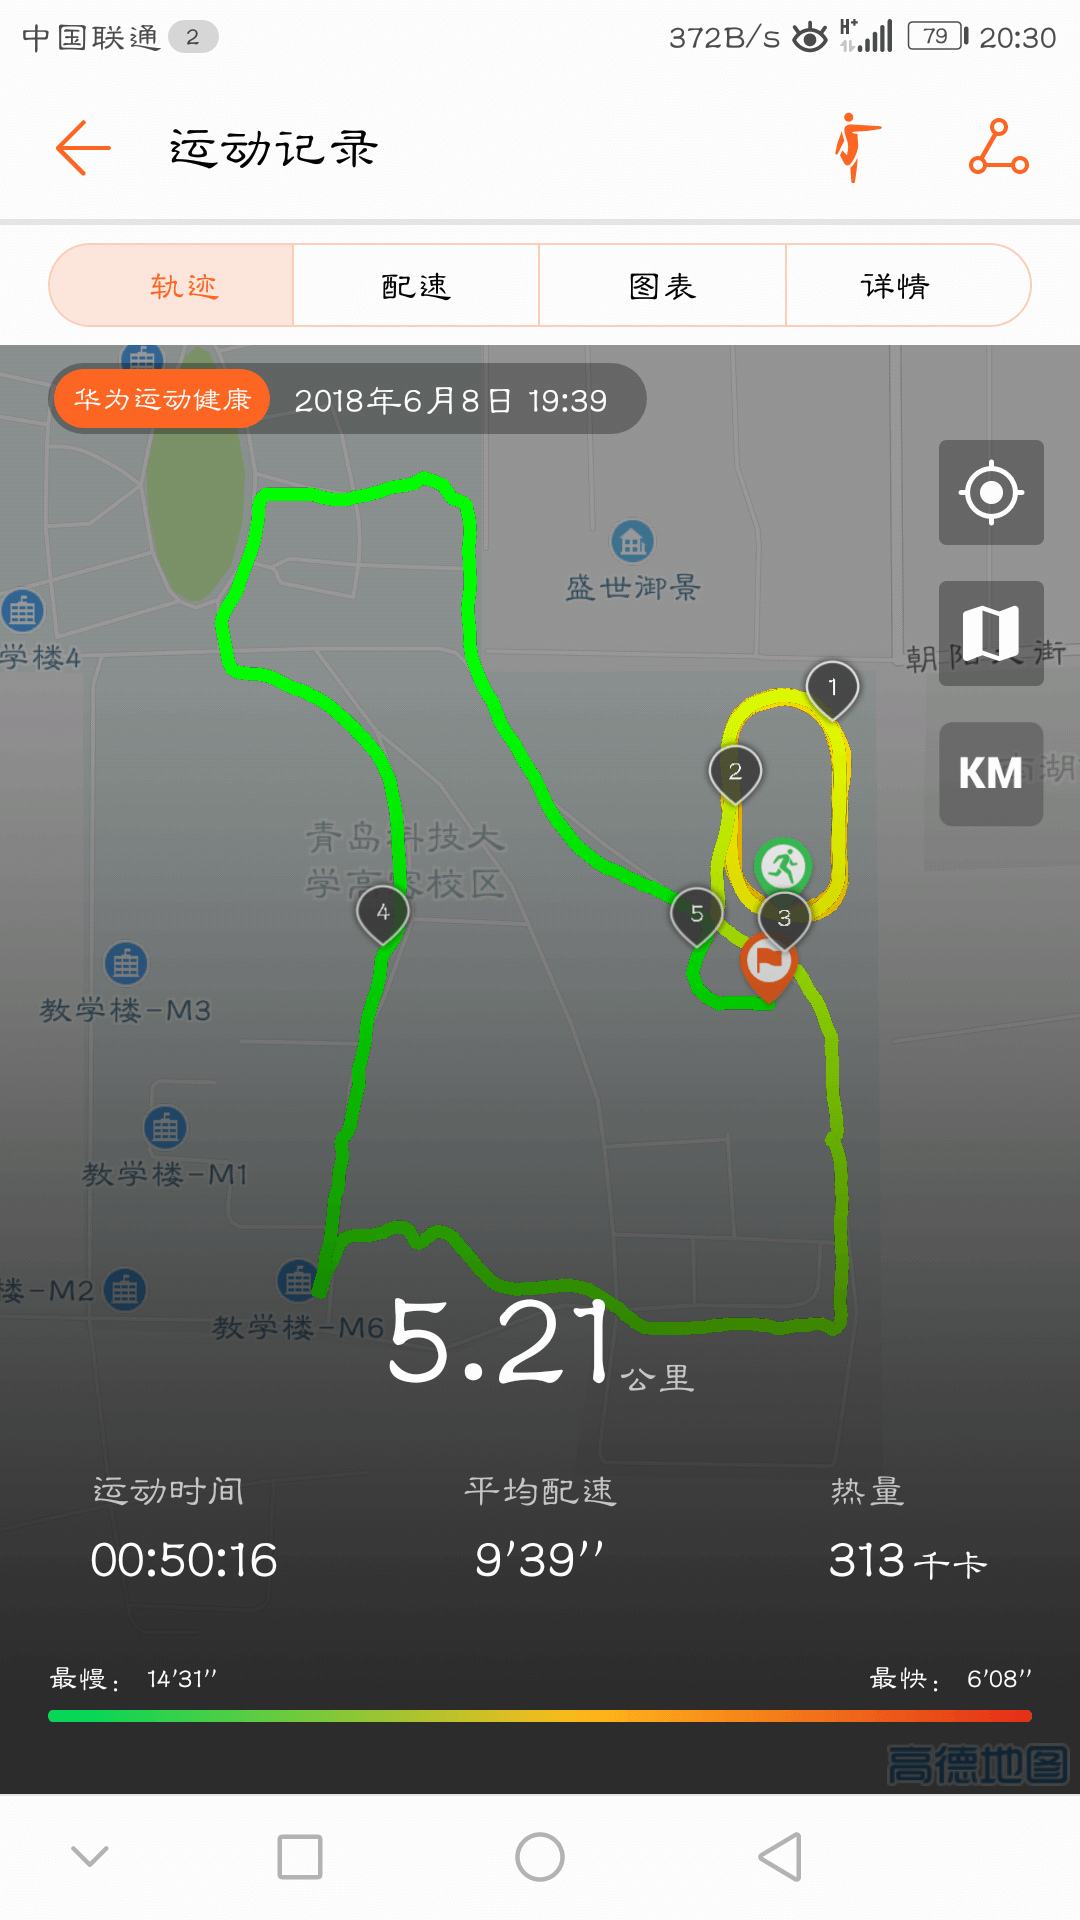 中国联通 2 372B/s H+ 79 20:30
运动记录
轨迹 配速 图表 详情
华为运动健康 2018年6月8日 19:39
盛世御景
学楼4
朝阳大街
1
2
KM 南湖
青岛科技大
学高密校区
4
5
3
教学楼-M3
教学楼-M1
楼-M2
教学楼-M6
5.21公里
运动时间 平均配速 热量
00:50:16 9'39'' 313千卡
最慢: 14'31'' 最快: 6'08''
高德地图